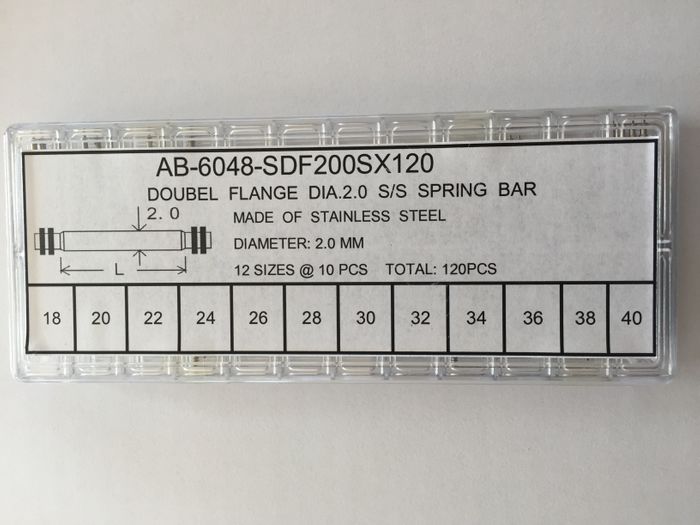 AB-6048-SDF200SX120
DOUBEL FLANGE DIA.2.0 S/S SPRING BAR
2.0
MADE OF STAINLESS STEEL
DIAMETER: 2.0 MM
L
12 SIZES @ 10 PCS TOTAL: 120PCS
18 20 22 24 26 28 30 32 34 36 38 40